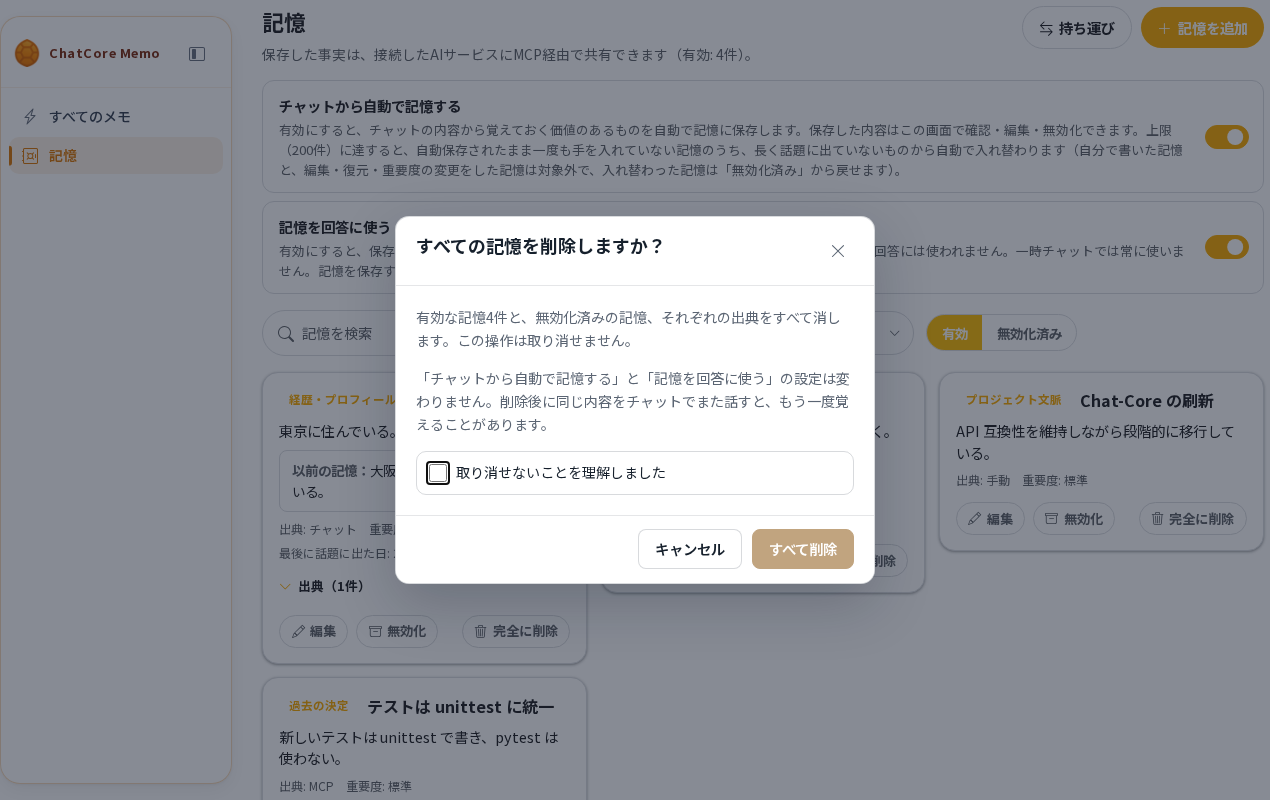 ChatCore Memo
すべてのメモ
記憶
記憶
保存した事実は、接続したAIサービスにMCP経由で共有できます（有効: 4件）。
持ち運び
記憶を追加
チャットから自動で記憶する
有効にすると、チャットの内容から覚えておく価値のあるものを自動で記憶に保存します。保存した内容はこの画面で確認・編集・無効化できます。上限
（200件）に達すると、自動保存されたまま一度も手を入れていない記憶のうち、長く話題に出ていないものから自動で入れ替わります（自分で書いた記憶
と、編集・復元・重要度の変更をした記憶は対象外で、入れ替わった記憶は「無効化済み」から戻せます）。
記憶を回答に使う
有効にすると、保存
回答には使われません。一時チャットでは常に使いま
せん。記憶を保存す
記憶を検索
有効
無効化済み
すべての記憶を削除しますか？
有効な記憶4件と、無効化済みの記憶、それぞれの出典をすべて消し
ます。この操作は取り消せません。
「チャットから自動で記憶する」と「記憶を回答に使う」の設定は変
わりません。削除後に同じ内容をチャットでまた話すと、もう一度覚
えることがあります。
取り消せないことを理解しました
キャンセル
すべて削除
経歴・プロフィール
東京に住んでいる。
以前の記憶：大阪
いる。
出典: チャット 重要
最後に話題に出た日:
出典（1件）
編集
無効化
完全に削除
く。
削除
プロジェクト文脈
Chat-Core の刷新
API 互換性を維持しながら段階的に移行して
いる。
出典: 手動 重要度: 標準
編集
無効化
完全に削除
過去の決定
テストは unittest に統一
新しいテストは unittest で書き、pytest は
使わない。
出典: MCP 重要度: 標準